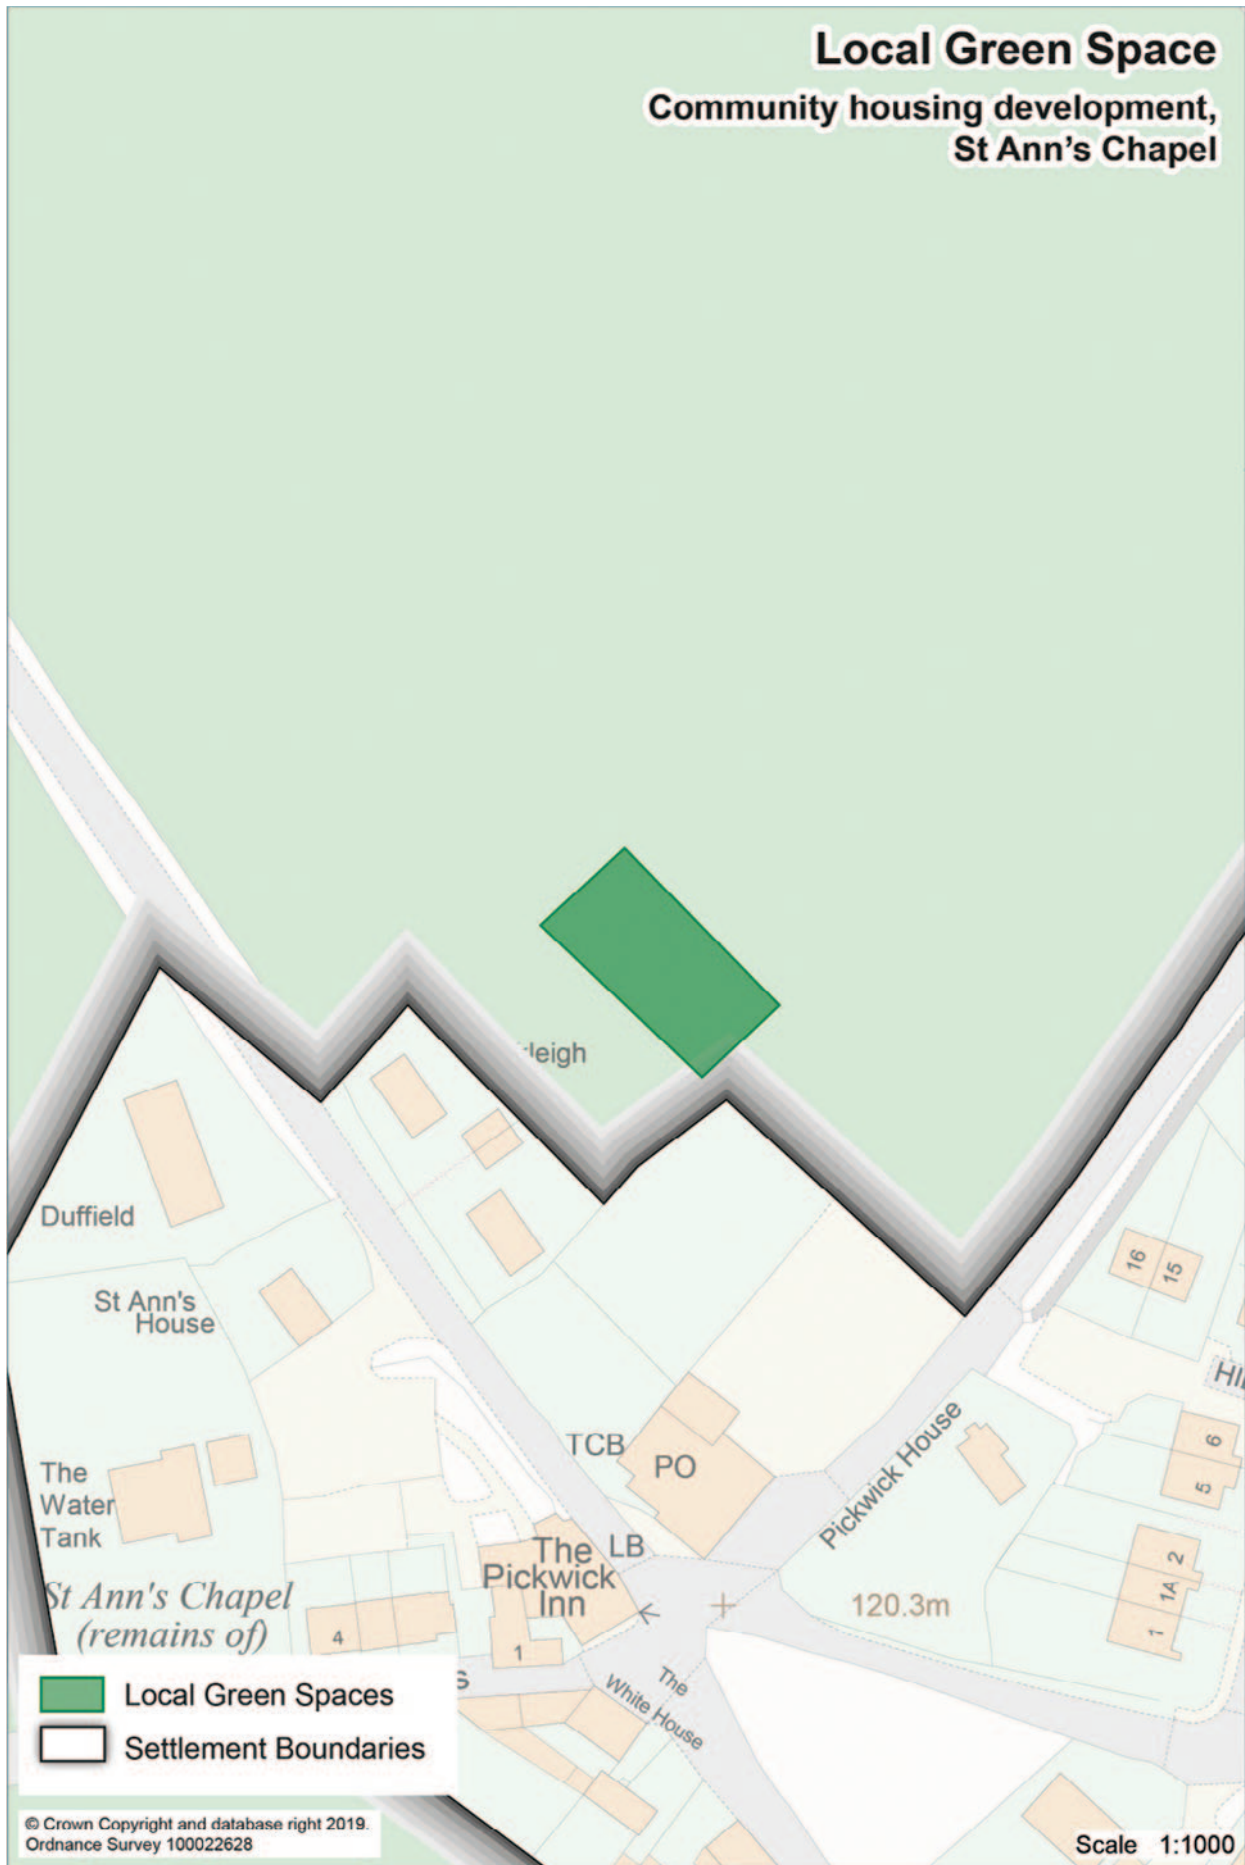 Local Green Space
Community housing development,
St Ann's Chapel
leigh
Duffield
St Ann's
House
16
15
TCB
PO
Pickwick House
6
5
The
Water
Tank
LB
The
Pickwick
Inn
2
1A
1
St Ann's Chapel
(remains of)
120.3m
4
1
S
The
White House
Local Green Spaces
Settlement Boundaries
© Crown Copyright and database right 2019.
Ordnance Survey 100022628
Scale 1:1000